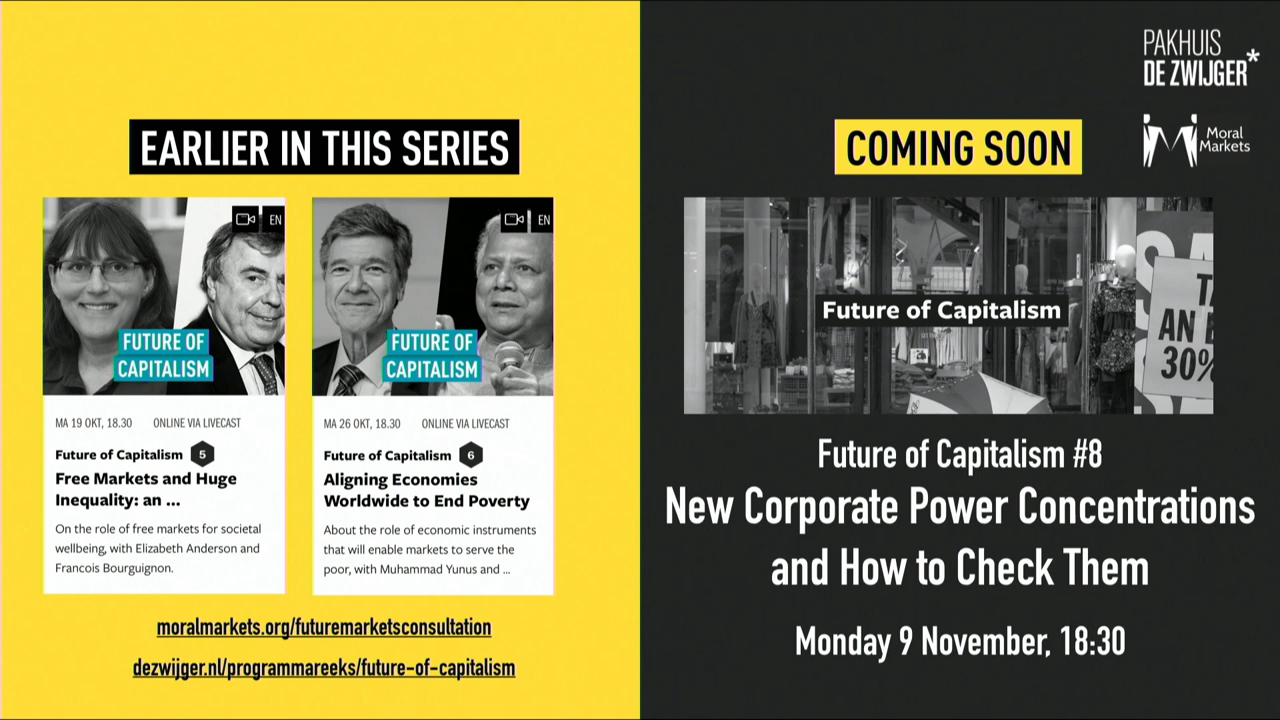 EARLIER IN THIS SERIES
EN
FUTURE OF
CAPITALISM
MA 19 OKT, 18.30 ONLINE VIA LIVECAST
Future of Capitalism 5
Free Markets and Huge
Inequality: an ...
On the role of free markets for societal
wellbeing, with Elizabeth Anderson and
Francois Bourguignon.
EN
FUTURE OF
CAPITALISM
MA 26 OKT, 18.30 ONLINE VIA LIVECAST
Future of Capitalism 6
Aligning Economies
Worldwide to End Poverty
About the role of economic instruments
that will enable markets to serve the
poor, with Muhammad Yunus and ...
moralmarkets.org/futuremarketsconsultation
dezwijger.nl/programmareeks/future-of-capitalism
PAKHUIS
DE ZWIJGER*
Moral
Markets
COMING SOON
Future of Capitalism
AN
30%
Future of Capitalism #8
New Corporate Power Concentrations
and How to Check Them
Monday 9 November, 18:30